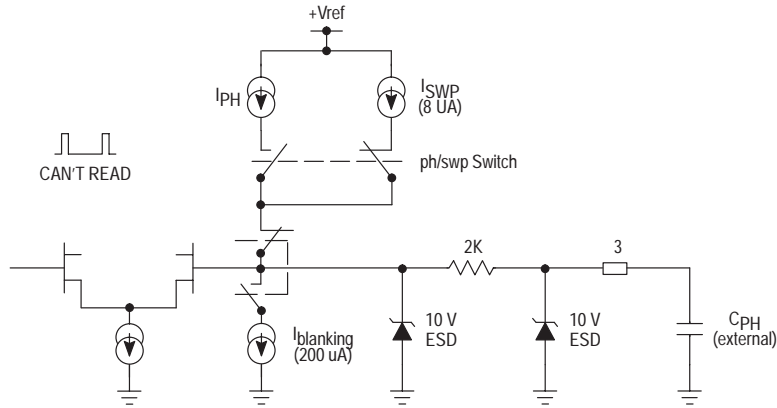 +Vref
IPH
ISWP
(8 UA)
CAN'T READ
ph/swp Switch
2K
3
10 V
ESD
10 V
ESD
CPH
(external)
Iblanking
(200 uA)